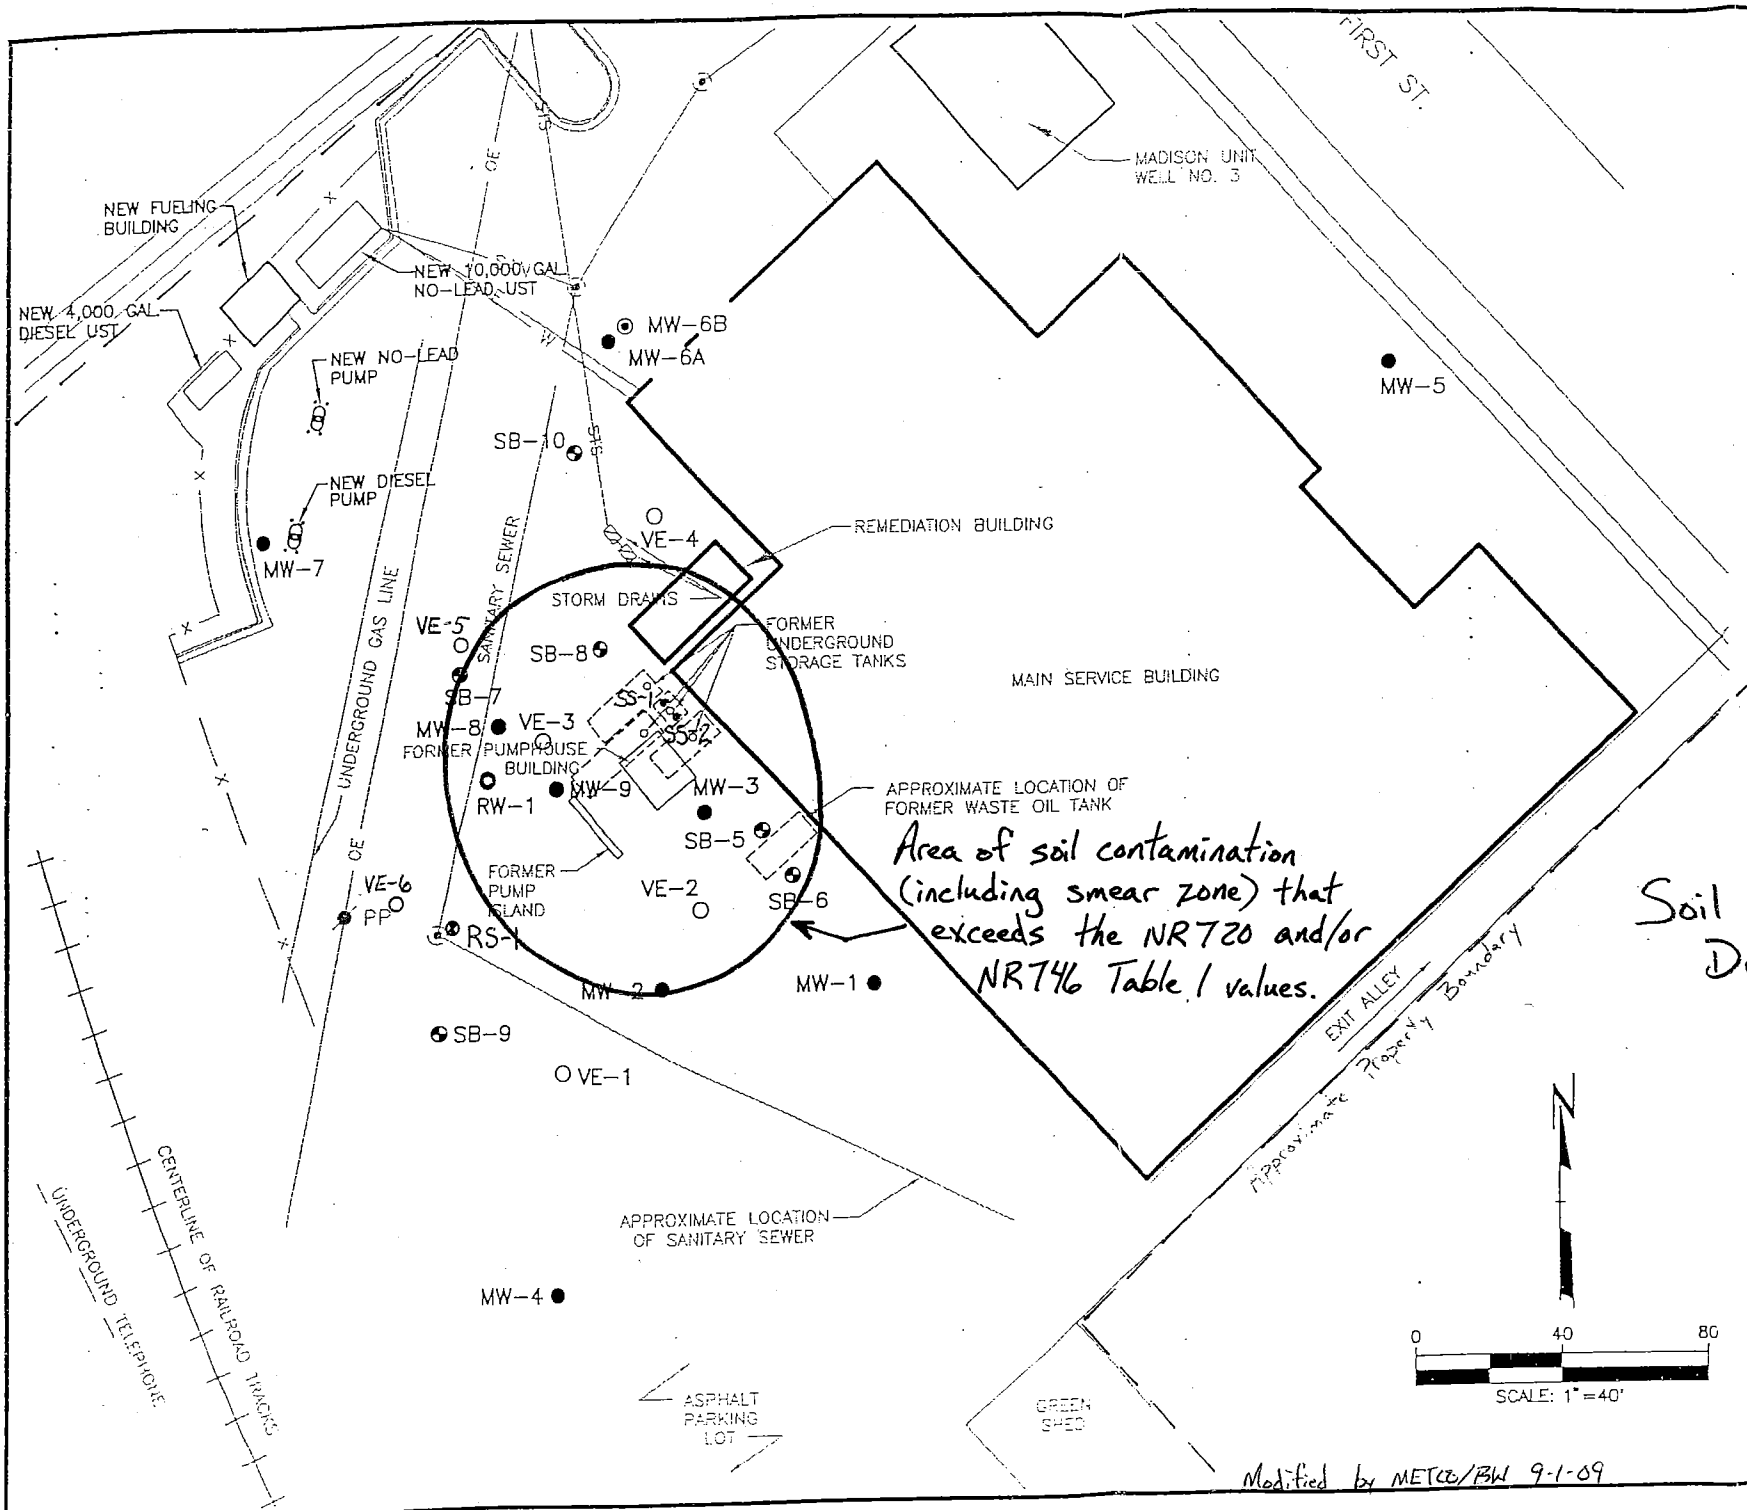 FIRST ST.
MADISON UNIT
WELL NO. 3
NEW FUELING
BUILDING
OE
S1S
NEW 10,000 GAL
NO-LEAD UST
NEW 4,000 GAL
DIESEL UST
MW-6B
MW-6A
W
NEW NO-LEAD
PUMP
MW-5
SB-10
S1S
NEW DIESEL
PUMP
REMEDIATION BUILDING
VE-4
MW-7
SANITARY SEWER
UNDERGROUND GAS LINE
STORM DRAINS
FORMER
UNDERGROUND
STORAGE TANKS
VE-5
SB-8
MAIN SERVICE BUILDING
SB-7
SS-1
MW-8
VE-3
SS-2
FORMER PUMPHOUSE
BUILDING
RW-1
MW-9
MW-3
APPROXIMATE LOCATION OF
FORMER WASTE OIL TANK
SB-5
OE
FORMER
PUMP
ISLAND
VE-2
SB-6
VE-6
PP
RS-1
Area of soil contamination
(including smear zone) that
exceeds the NR720 and/or
NR746 Table 1 values.
Soil
MW-2
MW-1
SB-9
VE-1
EXIT ALLEY
Approximate Property Boundary
N
CENTERLINE OF RAILROAD TRACKS
UNDERGROUND TELEPHONE
APPROXIMATE LOCATION
OF SANITARY SEWER
MW-4
0 40 80
SCALE: 1"=40'
ASPHALT
PARKING
LOT
GREEN
SHED
Modified by METCO/BW 9-1-09